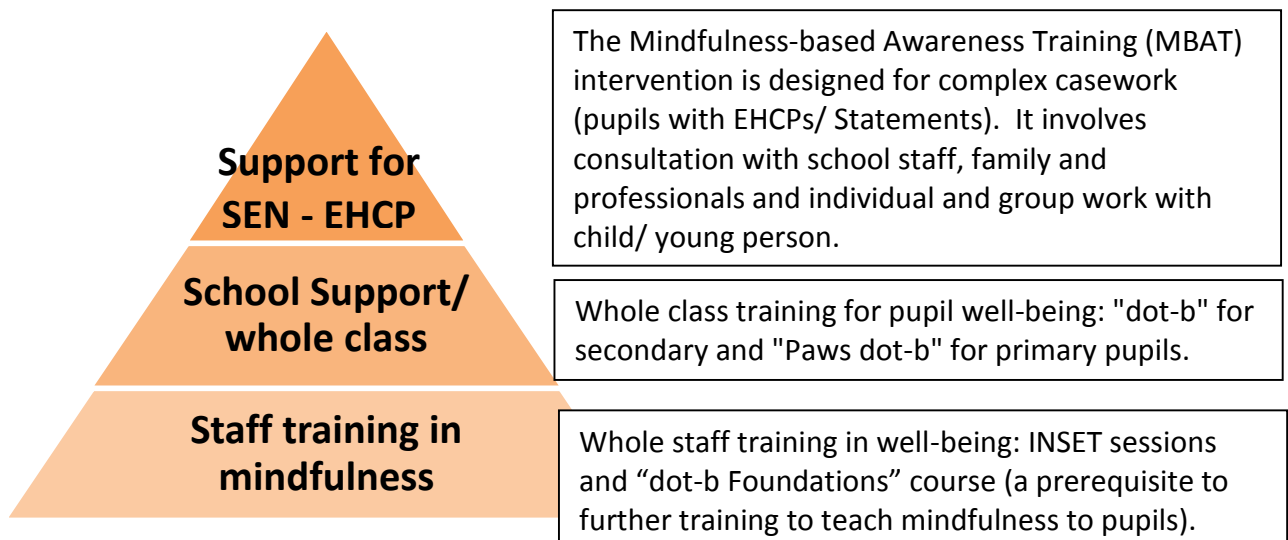 Support for
SEN - EHCP
The Mindfulness-based Awareness Training (MBAT)
intervention is designed for complex casework
(pupils with EHCPs/ Statements).  It involves
consultation with school staff, family and
professionals and individual and group work with
child/ young person.
School Support/
whole class
Whole class training for pupil well-being: "dot-b" for
secondary and "Paws dot-b" for primary pupils.
Staff training in
mindfulness
Whole staff training in well-being: INSET sessions
and “dot-b Foundations” course (a prerequisite to
further training to teach mindfulness to pupils).